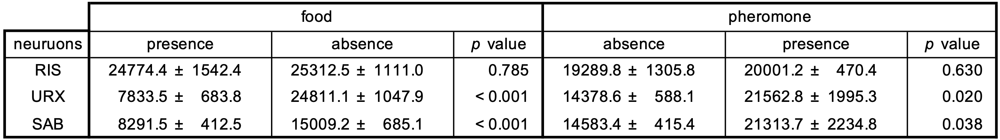 food pheromone
neuruons presence absence p value absence presence p value
RIS 24774.4 ± 1542.4 25312.5 ± 1111.0 0.785 19289.8 ± 1305.8 20001.2 ± 470.4 0.630
URX 7833.5 ± 683.8 24811.1 ± 1047.9 < 0.001 14378.6 ± 588.1 21562.8 ± 1995.3 0.020
SAB 8291.5 ± 412.5 15009.2 ± 685.1 < 0.001 14583.4 ± 415.4 21313.7 ± 2234.8 0.038